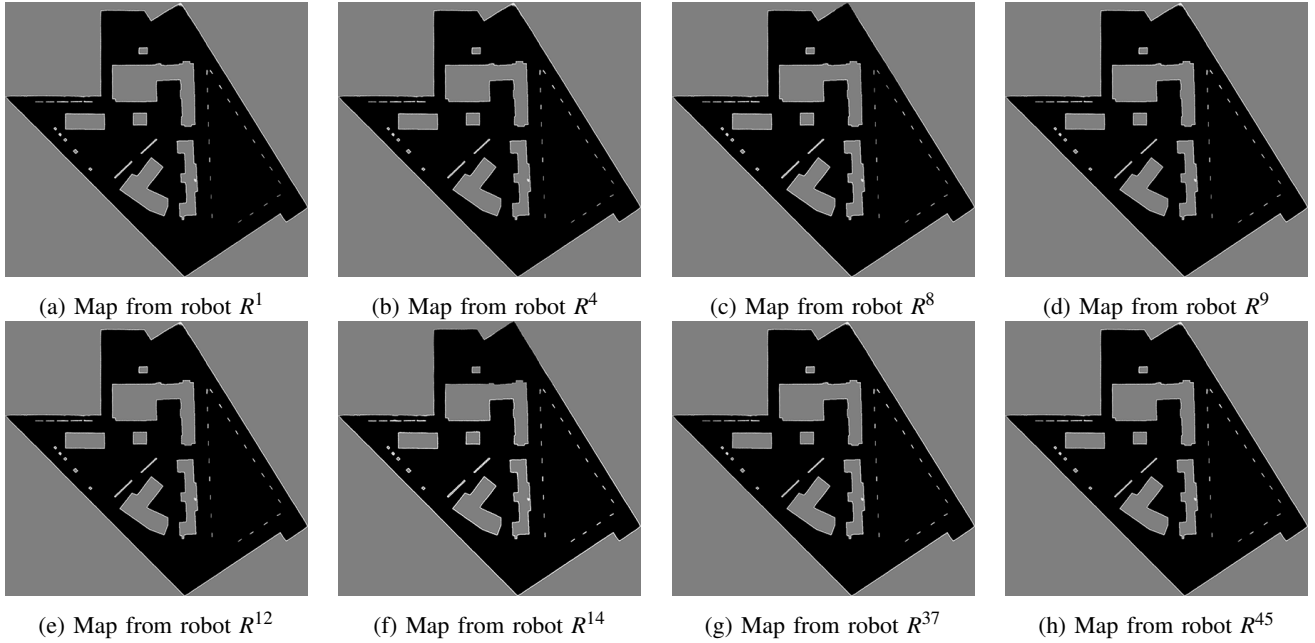 (a) Map from robot R¹
(b) Map from robot R⁴
(c) Map from robot R⁸
(d) Map from robot R⁹
(e) Map from robot R¹²
(f) Map from robot R¹⁴
(g) Map from robot R³⁷
(h) Map from robot R⁴⁵